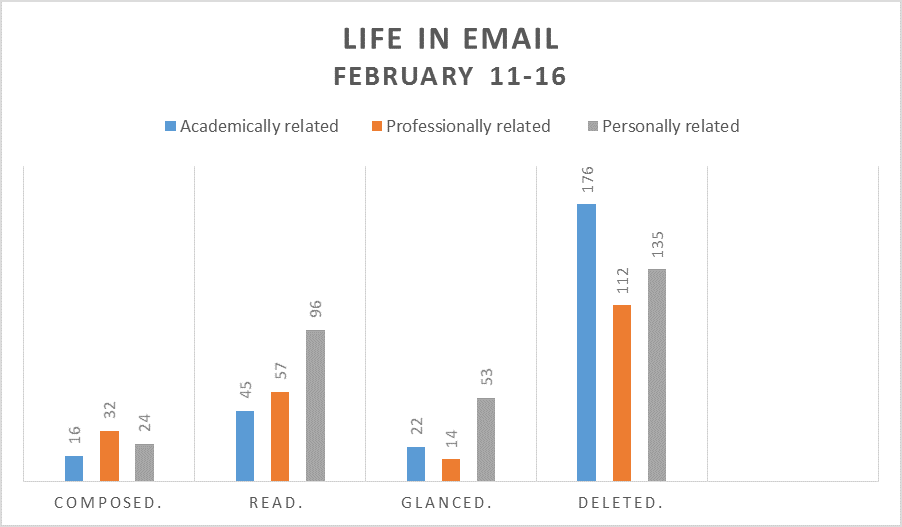 LIFE IN EMAIL
FEBRUARY 11-16
Academically related Professionally related Personally related
16 32 24
45 57 96
22 14 53
176 112 135
COMPOSED. READ. GLANCED. DELETED.